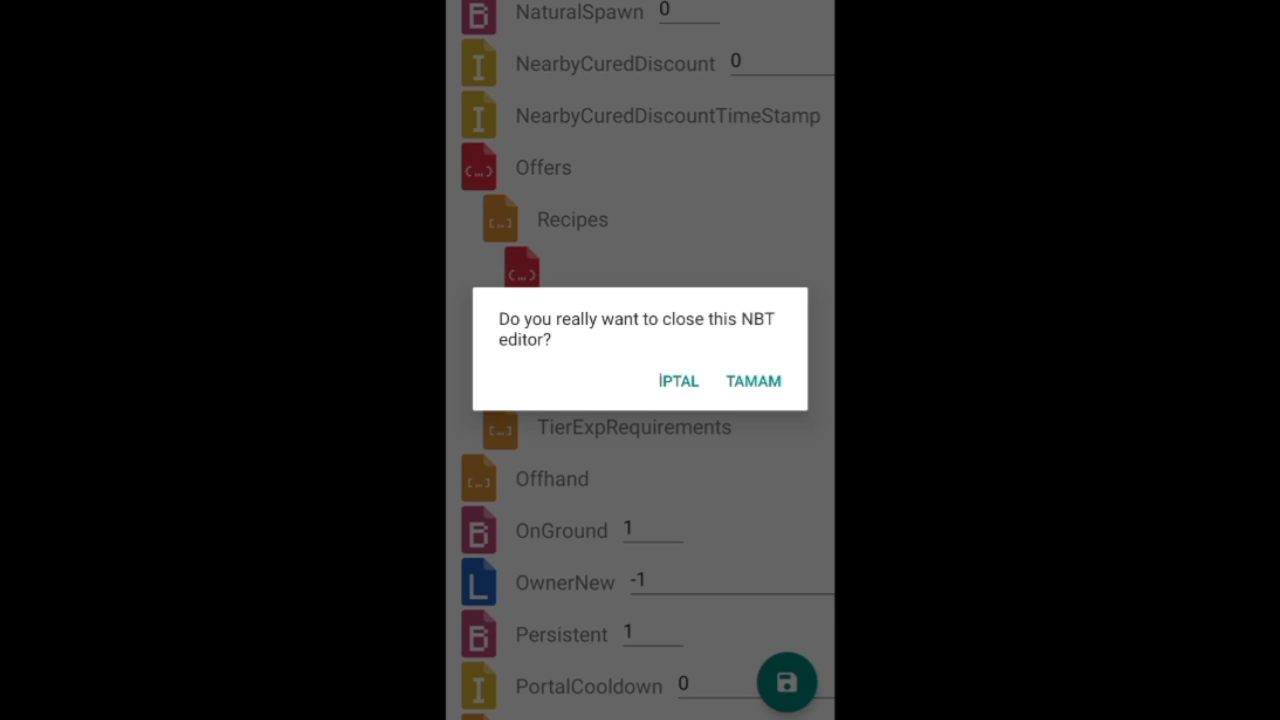 NaturalSpawn 0
NearbyCuredDiscount 0
NearbyCuredDiscountTimeStamp
Offers
Recipes
Do you really want to close this NBT
editor?
İPTAL TAMAM
TierExpRequirements
Offhand
OnGround 1
OwnerNew -1
Persistent 1
PortalCooldown 0